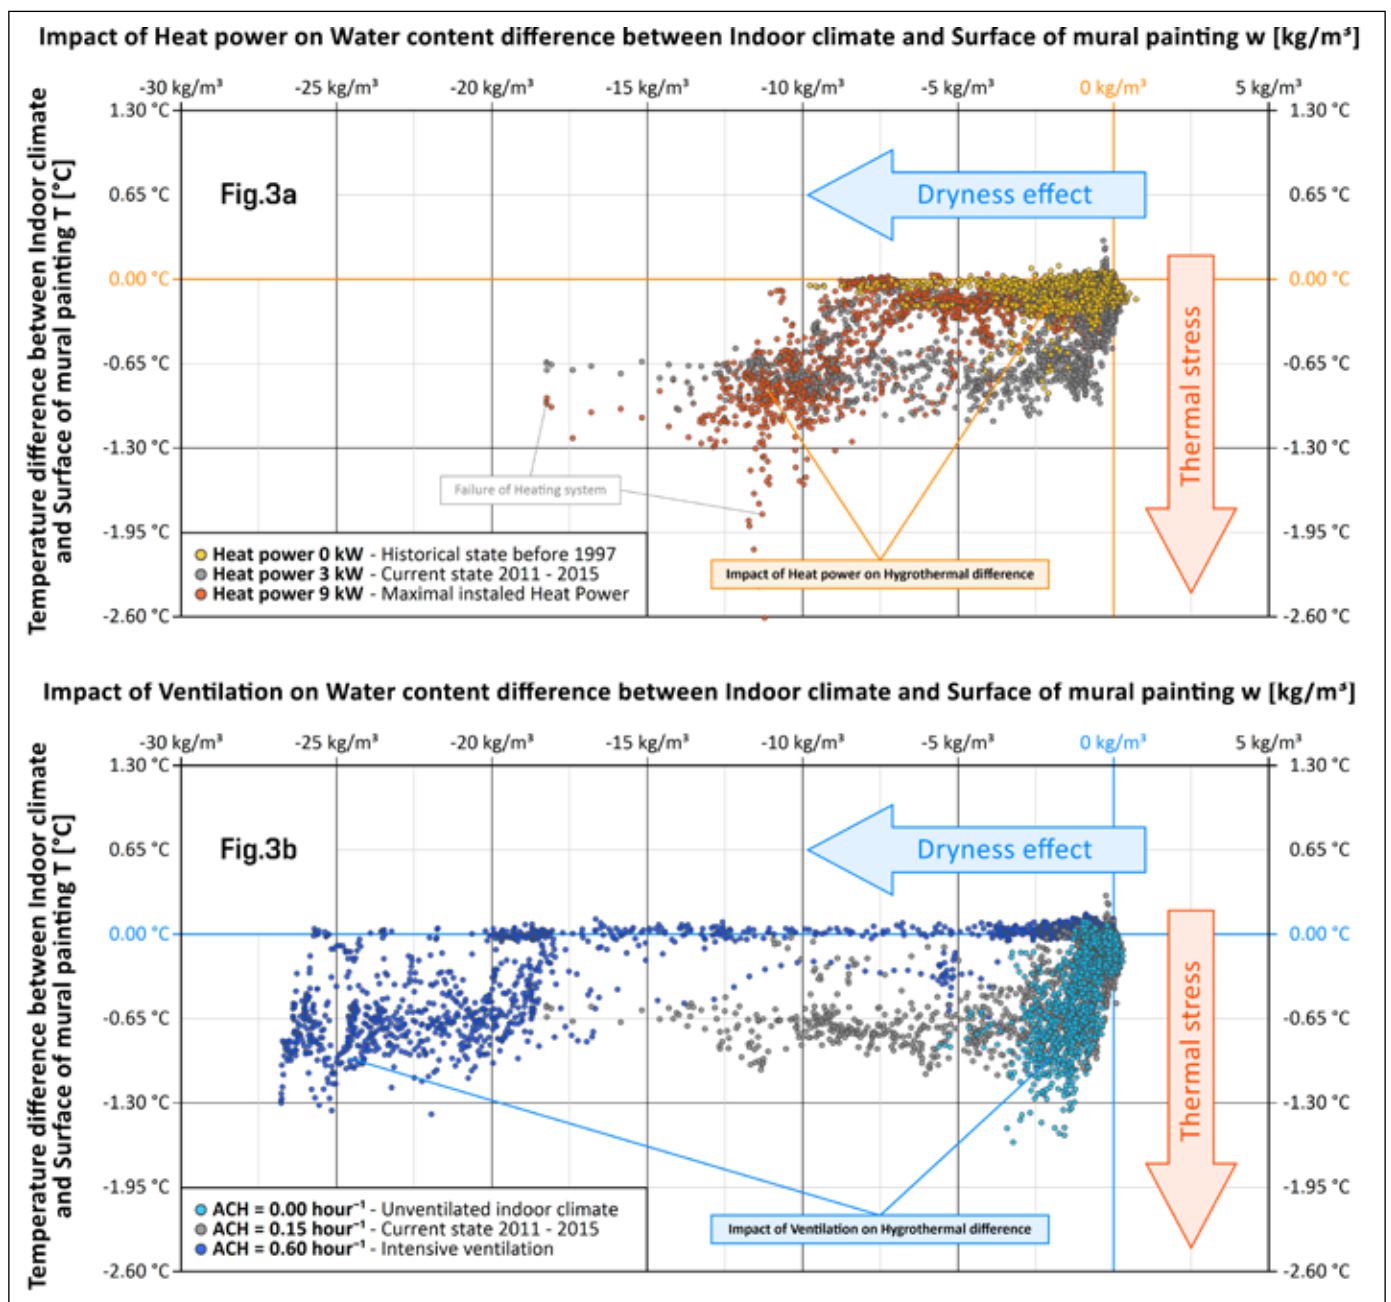 Impact of Heat power on Water content difference between Indoor climate and Surface of mural painting w [kg/m³]
-30 kg/m³ -25 kg/m³ -20 kg/m³ -15 kg/m³ -10 kg/m³ -5 kg/m³ 0 kg/m³ 5 kg/m³
Temperature difference between Indoor climate
and Surface of mural painting T [°C]
1.30 °C 1.30 °C
0.65 °C Fig.3a Dryness effect 0.65 °C
0.00 °C 0.00 °C
-0.65 °C -0.65 °C
-1.30 °C -1.30 °C
Thermal stress
Failure of Heating system
-1.95 °C -1.95 °C
Heat power 0 kW - Historical state before 1997
Heat power 3 kW - Current state 2011 - 2015
Heat power 9 kW - Maximal instaled Heat Power
Impact of Heat power on Hygrothermal difference
-2.60 °C -2.60 °C
Impact of Ventilation on Water content difference between Indoor climate and Surface of mural painting w [kg/m³]
-30 kg/m³ -25 kg/m³ -20 kg/m³ -15 kg/m³ -10 kg/m³ -5 kg/m³ 0 kg/m³ 5 kg/m³
Temperature difference between Indoor climate
and Surface of mural painting T [°C]
1.30 °C 1.30 °C
0.65 °C Fig.3b Dryness effect 0.65 °C
0.00 °C 0.00 °C
-0.65 °C -0.65 °C
-1.30 °C -1.30 °C
Thermal stress
-1.95 °C -1.95 °C
ACH = 0.00 hour⁻¹ - Unventilated indoor climate
ACH = 0.15 hour⁻¹ - Current state 2011 - 2015
ACH = 0.60 hour⁻¹ - Intensive ventilation
Impact of Ventilation on Hygrothermal difference
-2.60 °C -2.60 °C